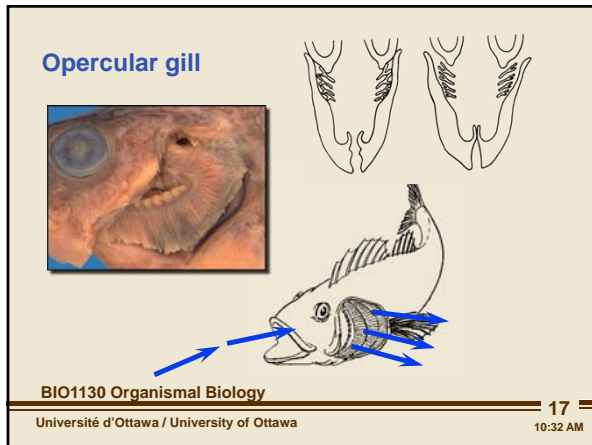 Opercular gill
BIO1130 Organismal Biology
Université d'Ottawa / University of Ottawa
17
10:32 AM